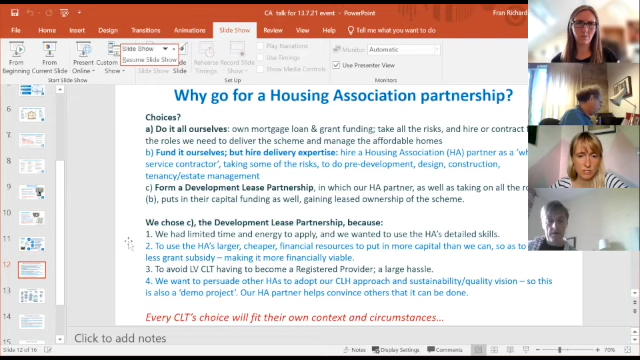 CA talk for 13.7.21 event - PowerPoint
Fran Richard
File Home Insert Design Transitions Animations Slide Show Review View Help Acrobat Tell me what you want to do
From Beginning
From Current Slide
Present Online
Slide Show
Resume Slide Show
Rehearse Timings
Record Slide Show
Play Narrations
Use Timings
Show Media Controls
Monitor: Automatic
Use Presenter View
Start Slide Show
Set Up
Monitors
Why go for a Housing Association partnership?
Choices?
a) Do it all ourselves: own mortgage loan & grant funding; take all the risks, and hire or contract
the roles we need to deliver the scheme and manage the affordable homes
b) Fund it ourselves, but hire delivery expertise: hire a Housing Association (HA) partner as a
service contractor', taking some of the risks, to do pre-development, design, construction,
tenancy/estate management
c) Form a Development Lease Partnership, in which our HA partner, as well as taking on all the
(b), puts in their capital funding as well, gaining leased ownership of the scheme.
We chose c), the Development Lease Partnership, because:
1. We had limited time and energy to apply, and we wanted to use the HA's detailed skills.
2. To use the HA's larger, cheaper, financial resources to put in more capital than we can, so as to
less grant subsidy - making it more financially viable.
3. To avoid LV CLT having to become a Registered Provider; a large hassle.
4. We want to persuade other HAs to adopt our CLH approach and sustainability/quality vision – so this
is also a 'demo project'. Our HA partner helps convince others that it can be done.
Every CLT's choice will fit their own context and circumstances...
6
7
8
9
10
11
12
13
14
Click to add notes
Slide 12 of 16
Notes
Display Settings
70%